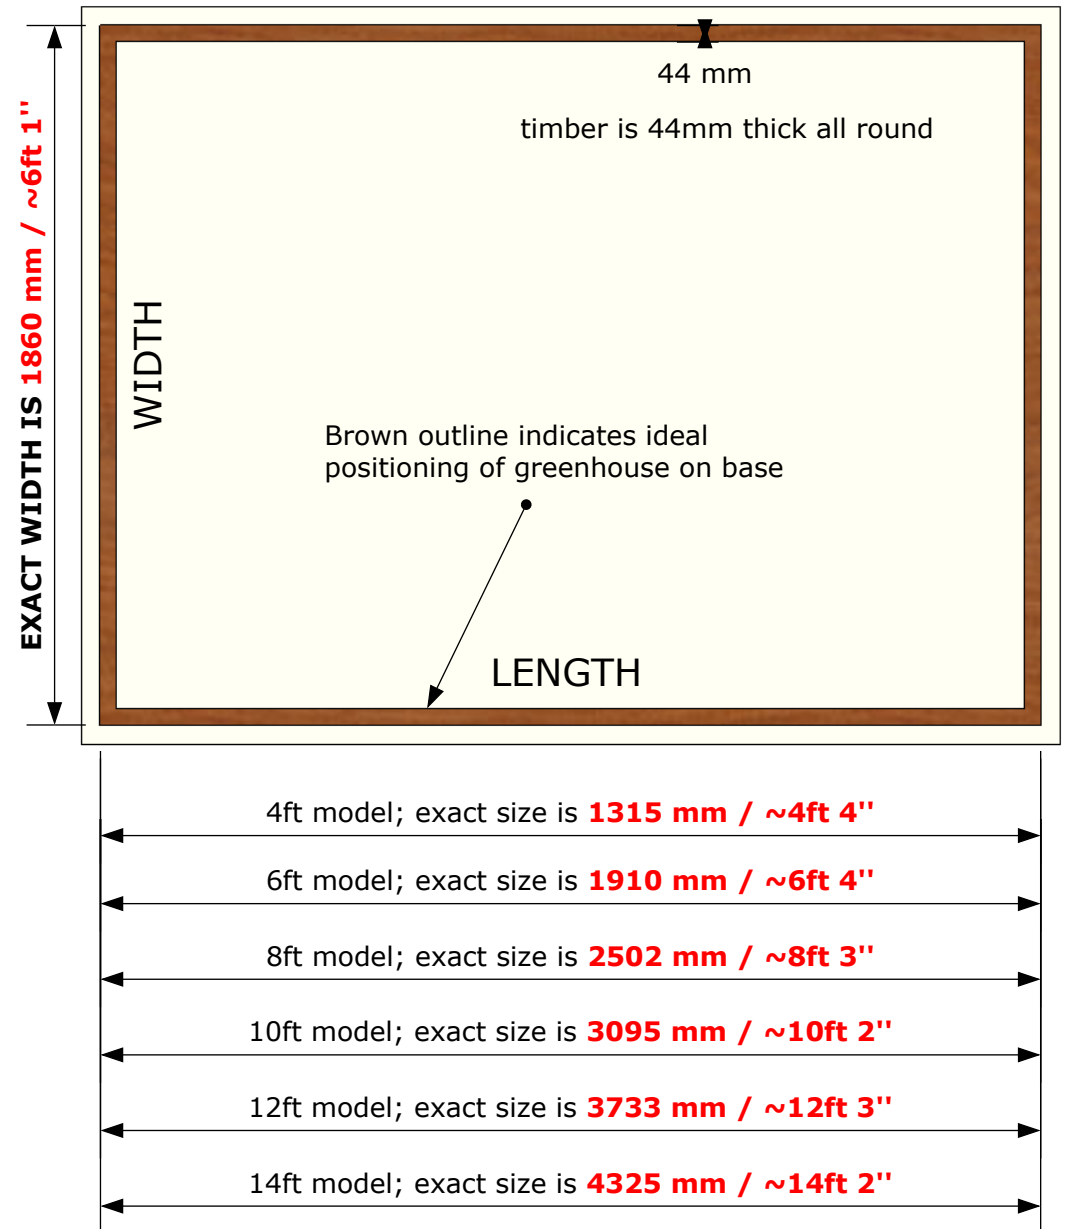 44 mm
timber is 44mm thick all round
EXACT WIDTH IS 1860 mm / ~6ft 1''
WIDTH
Brown outline indicates ideal
positioning of greenhouse on base
LENGTH
4ft model; exact size is 1315 mm / ~4ft 4''
6ft model; exact size is 1910 mm / ~6ft 4''
8ft model; exact size is 2502 mm / ~8ft 3''
10ft model; exact size is 3095 mm / ~10ft 2''
12ft model; exact size is 3733 mm / ~12ft 3''
14ft model; exact size is 4325 mm / ~14ft 2''